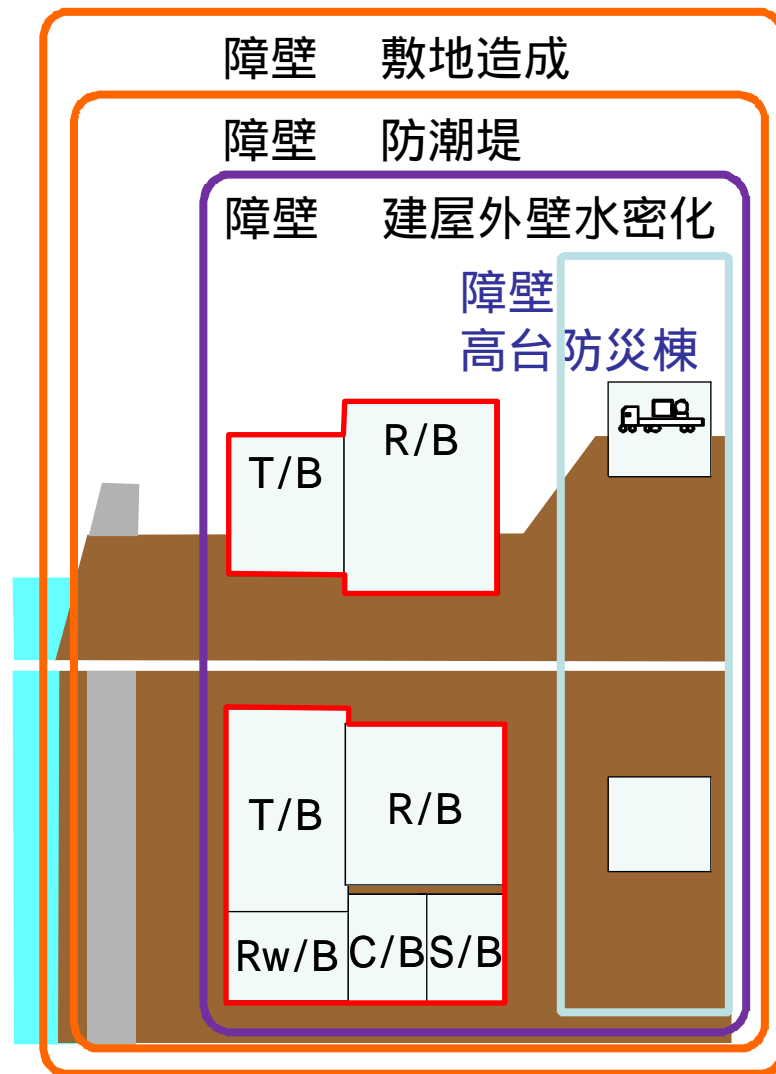 障壁 敷地造成
障壁 防潮堤
障壁 建屋外壁水密化
障壁
高台防災棟
R/B
T/B
T/B
R/B
Rw/B
C/B
S/B